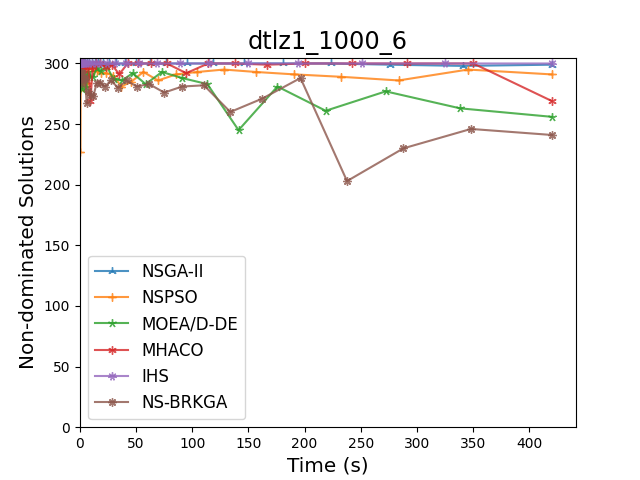 dtlz1_1000_6
Non-dominated Solutions
300
250
200
150
100
50
0
NSGA-II
NSPSO
MOEA/D-DE
MHACO
IHS
NS-BRKGA
0 50 100 150 200 250 300 350 400
Time (s)